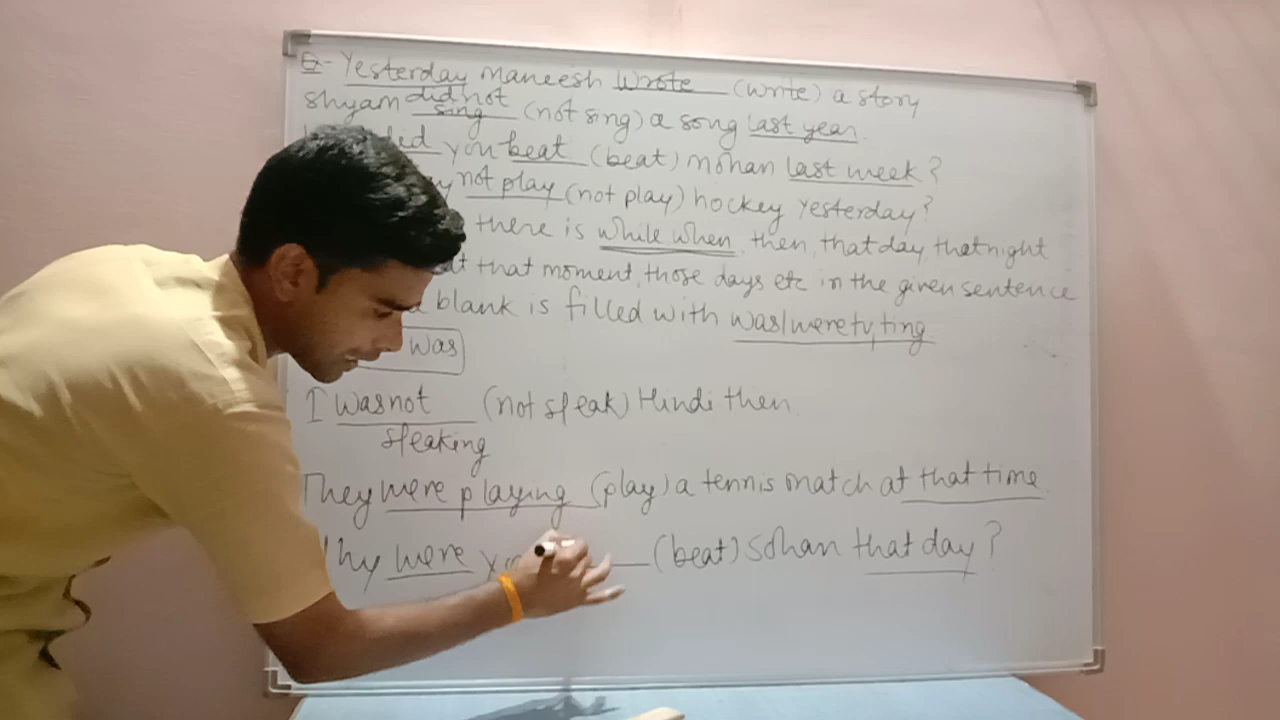 Q- Yesterday Maneesh Wrote (write) a story
Shyam did not sing (not sing) a song last year.
you beat (beat) Mohan last week?
not play (not play) hockey yesterday?
there is while when, then, that day, that night
at that moment, those days etc in the given sentence
blank is filled with was/were+v1+ing
Was
I was not speaking (not speak) Hindi then.
They were playing (play) a tennis match at that time
Why were (beat) Sohan that day?